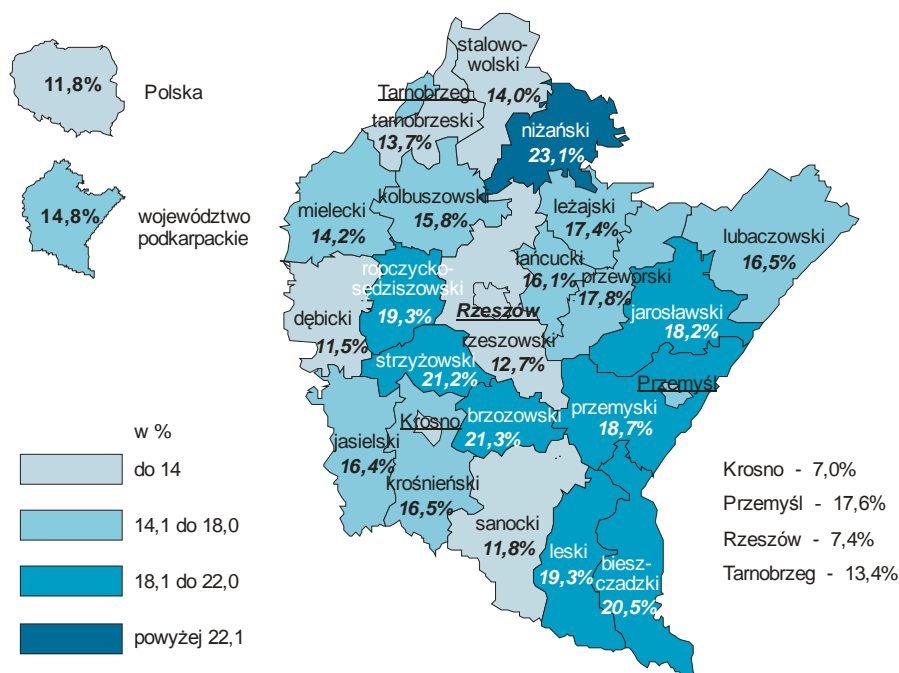 11,8%
Polska
14,8%
województwo
podkarpackie
stalowo-
wolski
14,0%
Tarnobrzeg
tarnobrzeski
13,7%
niżański
23,1%
kolbuszowski
15,8%
mielecki
14,2%
leżajski
17,4%
lubaczowski
16,5%
ropczycko-
sędziszowski
19,3%
łańcucki
16,1%
przeworski
17,8%
jarosławski
18,2%
dębicki
11,5%
Rzeszów
rzeszowski
12,7%
strzyżowski
21,2%
Przemyśl
przemyski
18,7%
Krosno
brzozowski
21,3%
jasielski
16,4%
krośnieński
16,5%
sanocki
11,8%
leski
19,3%
biesz-
czadzki
20,5%
w %
do 14
14,1 do 18,0
18,1 do 22,0
powyżej 22,1
Krosno - 7,0%
Przemyśl - 17,6%
Rzeszów - 7,4%
Tarnobrzeg - 13,4%